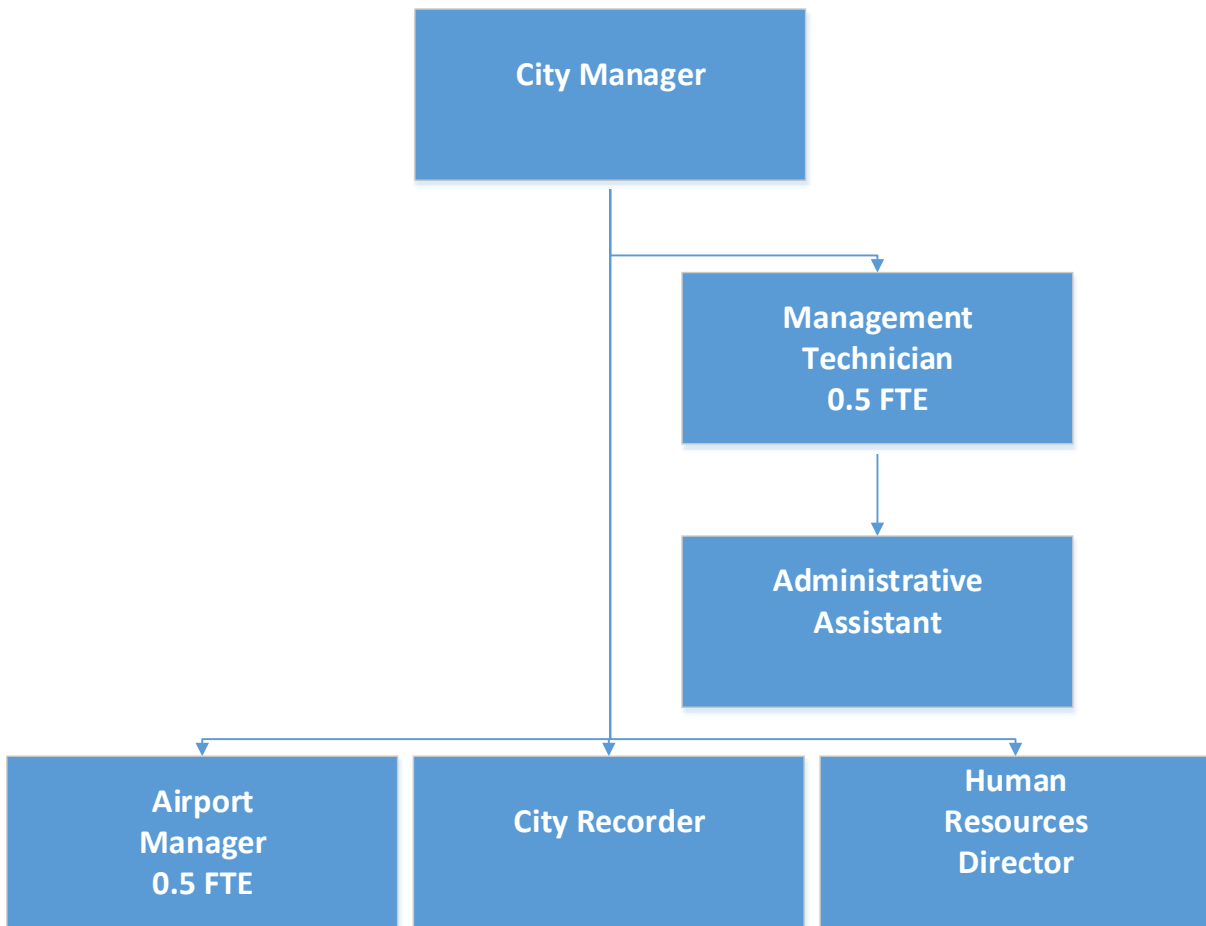 City Manager
Management
Technician
0.5 FTE
Administrative
Assistant
Airport
Manager
0.5 FTE
City Recorder
Human
Resources
Director